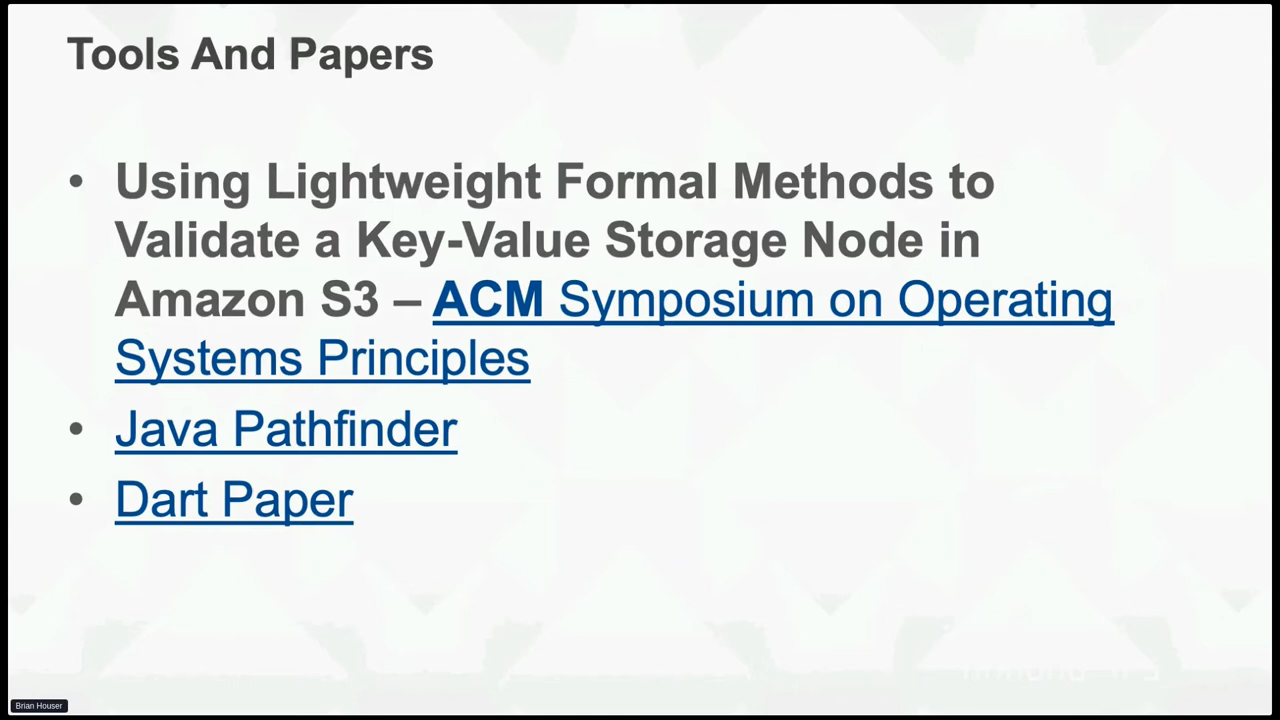 Tools And Papers
• Using Lightweight Formal Methods to
Validate a Key-Value Storage Node in
Amazon S3 – ACM Symposium on Operating
Systems Principles
• Java Pathfinder
• Dart Paper
Brian Houser